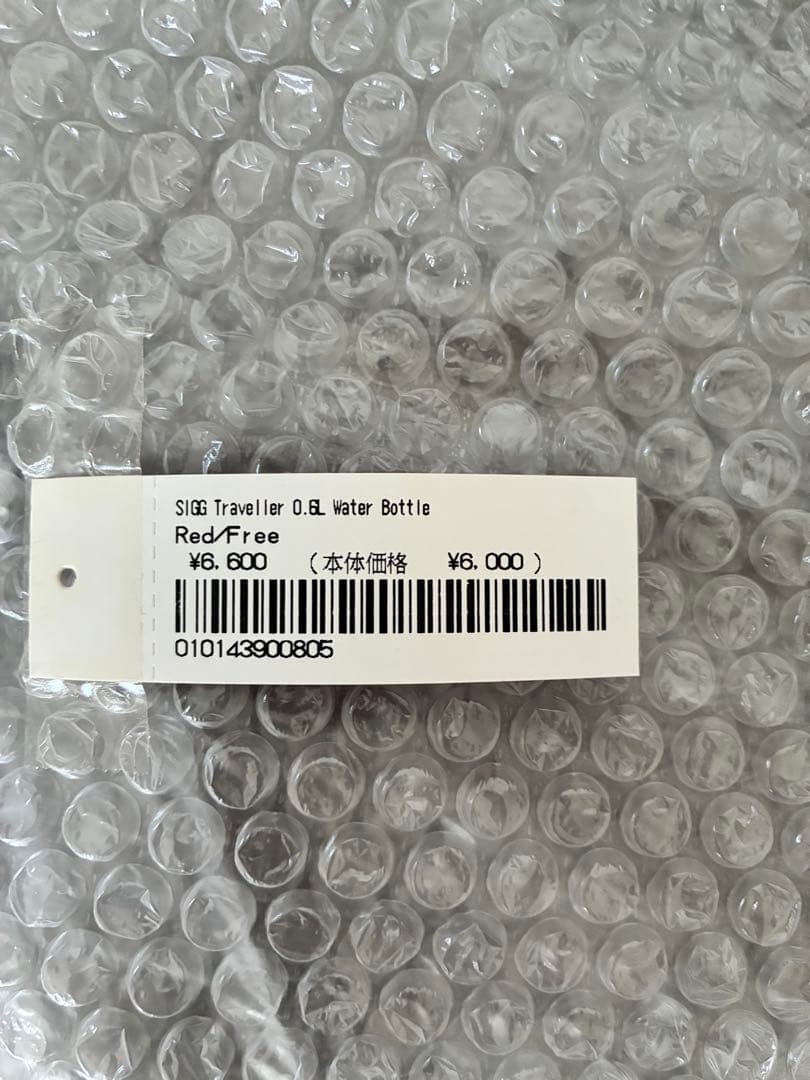 SIGG Traveller 0.6L Water Bottle
Red/Free
¥6,600 (本体価格 ¥6,000)
010143900805